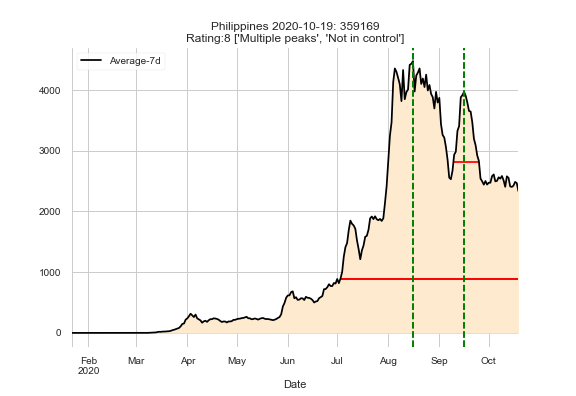 Philippines 2020-10-19: 359169
Rating:8 ['Multiple peaks', 'Not in control']
Average-7d
4000
3000
2000
1000
0
Feb Mar Apr May Jun Jul Aug Sep Oct
2020
Date